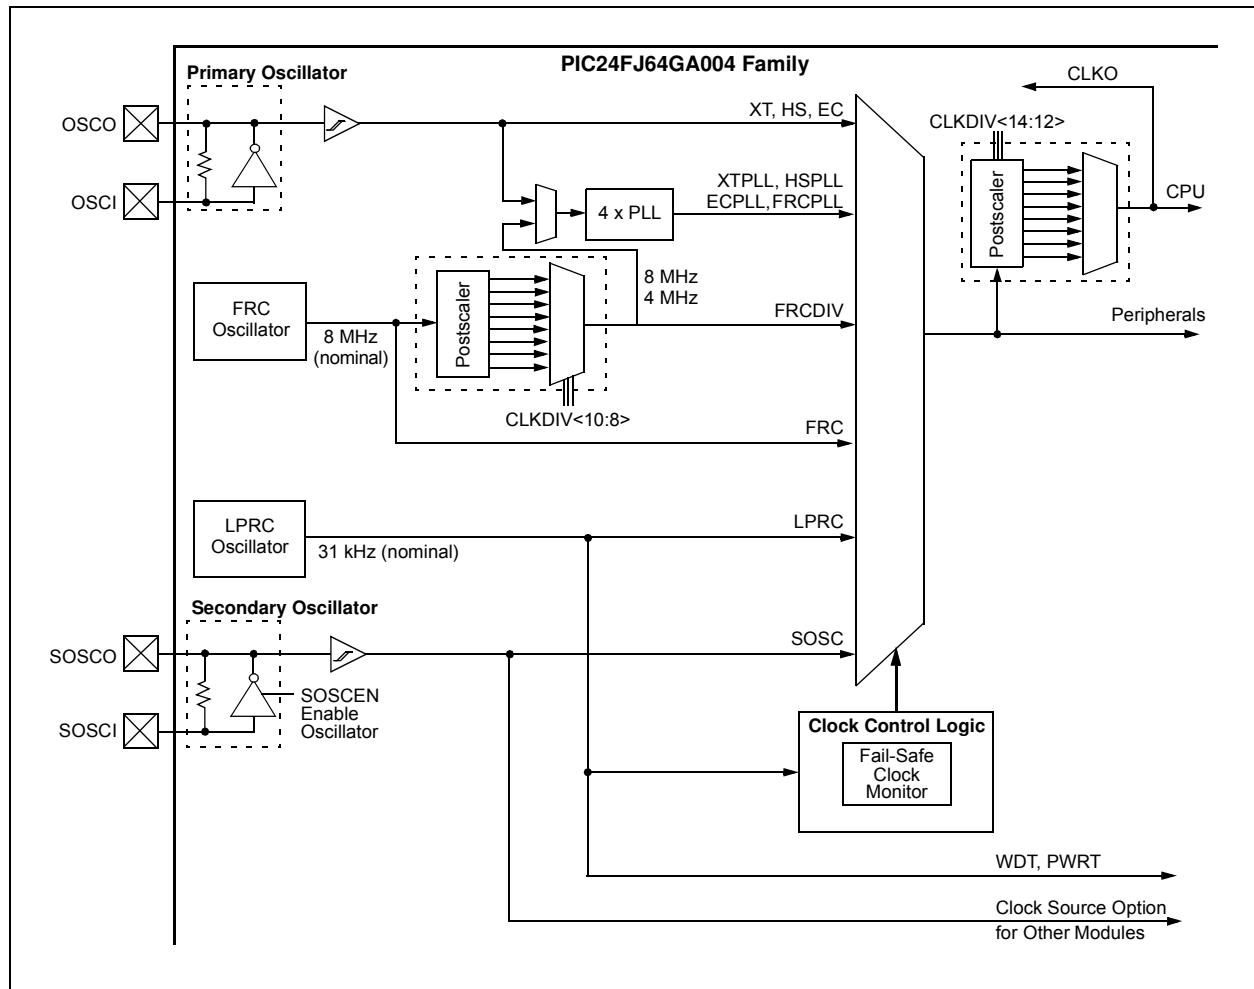 PIC24FJ64GA004 Family
Primary Oscillator
OSCO
OSCI
XT, HS, EC
XTPLL, HSPLL
ECPLL,FRCPLL
4 x PLL
8 MHz
4 MHz
FRC
Oscillator
8 MHz
(nominal)
Postscaler
CLKDIV<10:8>
FRCDIV
FRC
LPRC
Oscillator
31 kHz (nominal)
LPRC
Secondary Oscillator
SOSCO
SOSCI
SOSCEN
Enable
Oscillator
SOSC
CLKO
CLKDIV<14:12>
Postscaler
CPU
Peripherals
Clock Control Logic
Fail-Safe
Clock
Monitor
WDT, PWRT
Clock Source Option
for Other Modules